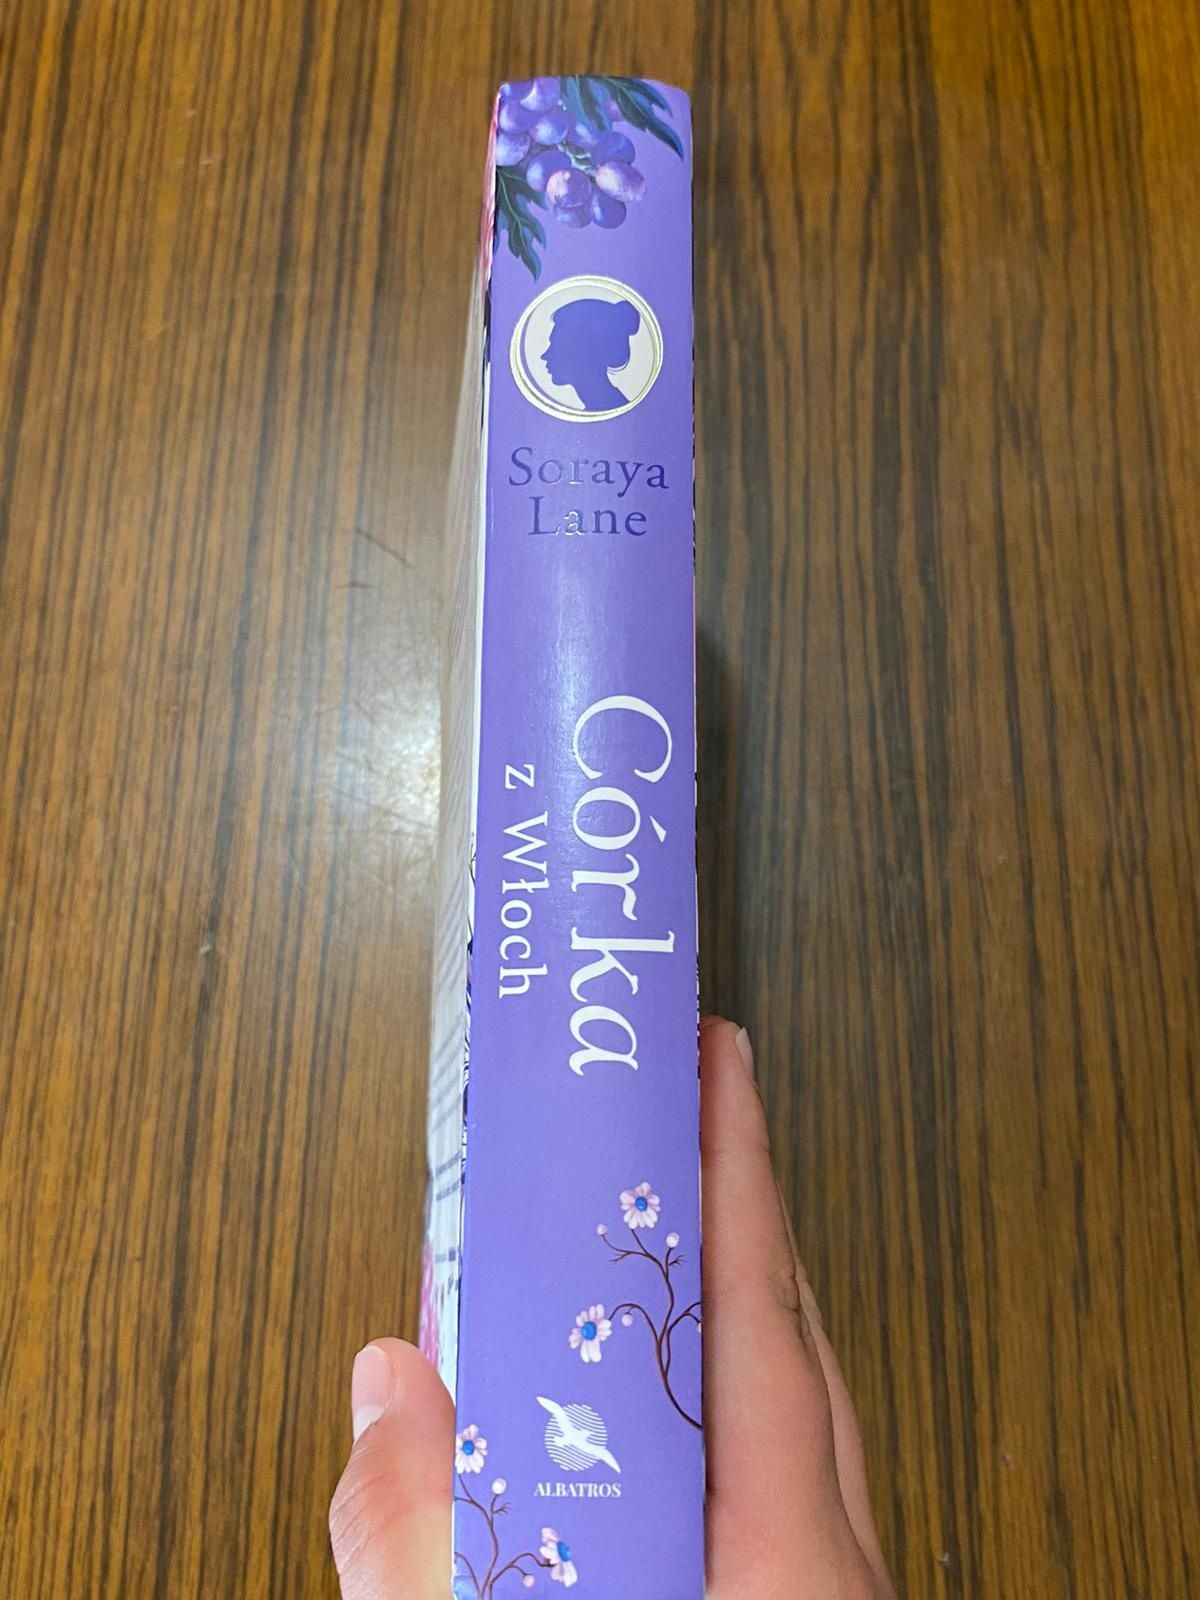 Soraya
Lane
Córka
z Włoch
ALBATROS